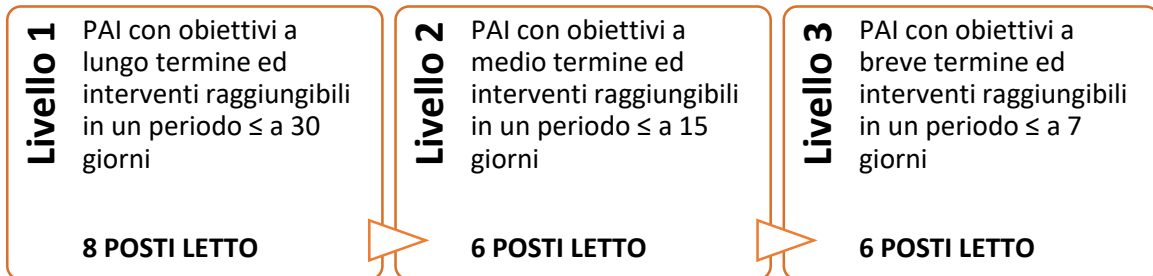 Livello 1
PAI con obiettivi a
lungo termine ed
interventi raggiungibili
in un periodo ≤ a 30
giorni
8 POSTI LETTO
Livello 2
PAI con obiettivi a
medio termine ed
interventi raggiungibili
in un periodo ≤ a 15
giorni
6 POSTI LETTO
Livello 3
PAI con obiettivi a
breve termine ed
interventi raggiungibili
in un periodo ≤ a 7
giorni
6 POSTI LETTO